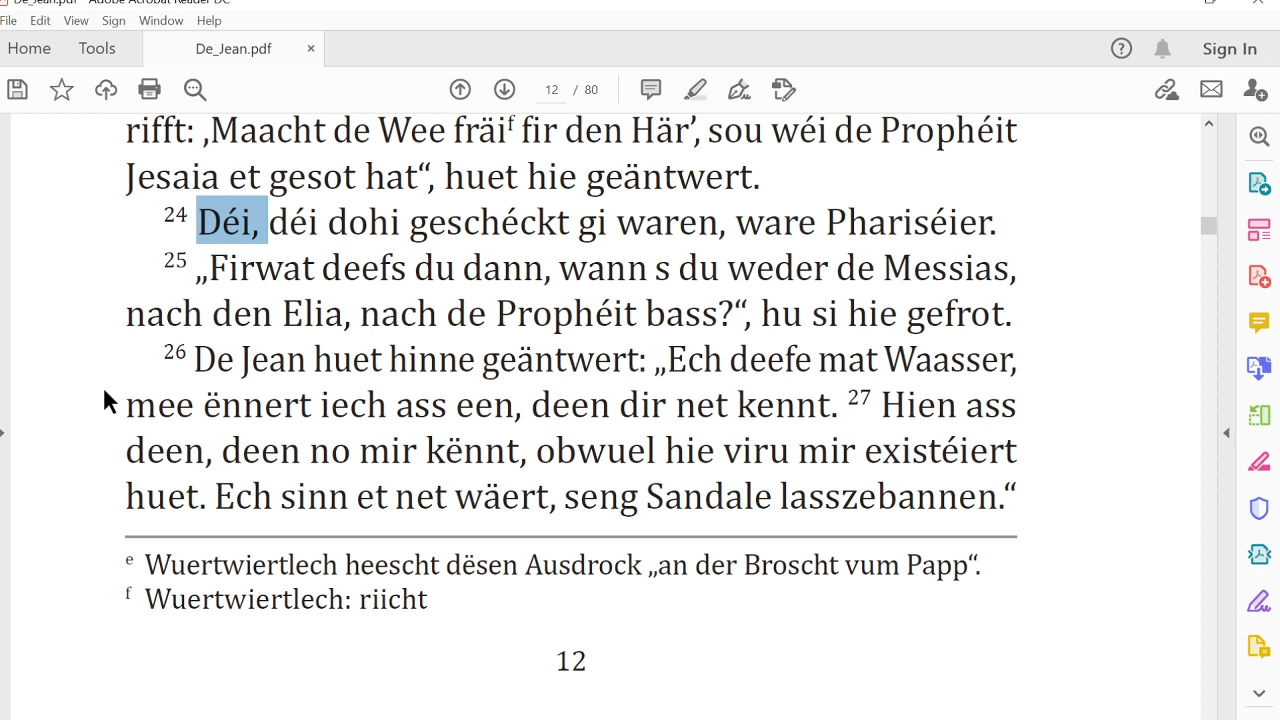 De_Jean.pdf - Adobe Acrobat Reader DC
File Edit View Sign Window Help
Home Tools De_Jean.pdf × Sign In
12 / 80
rifft: ‚Maacht de Wee fräiᶠ fir den Här’, sou wéi de Prophéit
Jesaia et gesot hat“, huet hie geäntwert.
24 Déi, déi dohi geschéckt gi waren, ware Phariséier.
25 „Firwat deefs du dann, wann s du weder de Messias,
nach den Elia, nach de Prophéit bass?“, hu si hie gefrot.
26 De Jean huet hinne geäntwert: „Ech deefe mat Waasser,
mee ënnert iech ass een, deen dir net kennt. 27 Hien ass
deen, deen no mir kënnt, obwuel hie viru mir existéiert
huet. Ech sinn et net wäert, seng Sandale lasszebannen.“
e Wuertwiertlech heescht dësen Ausdrock „an der Broscht vum Papp“.
f Wuertwiertlech: riicht
12